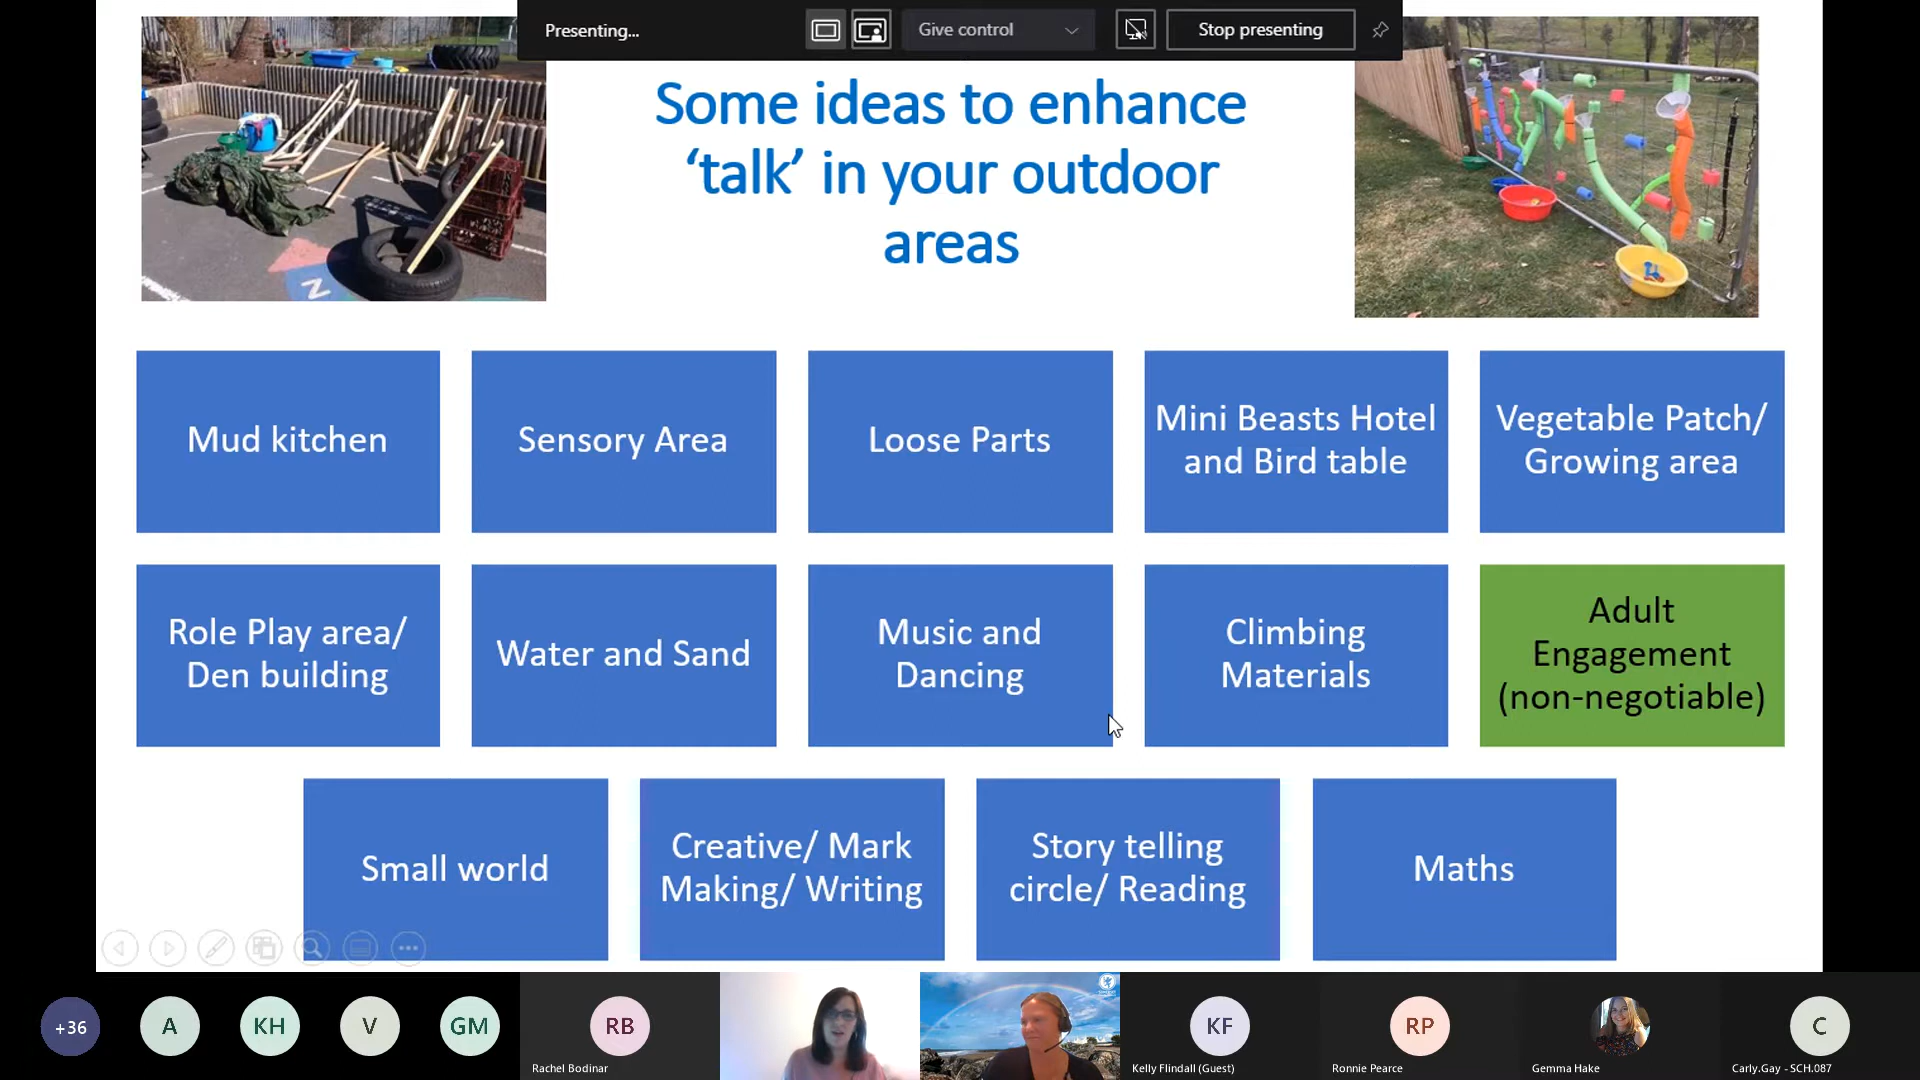 Presenting...
Give control
Stop presenting
Some ideas to enhance
‘talk’ in your outdoor
areas
N
Mud kitchen
Sensory Area
Loose Parts
Mini Beasts Hotel
and Bird table
Vegetable Patch/
Growing area
Role Play area/
Den building
Water and Sand
Music and
Dancing
Climbing
Materials
Adult
Engagement
(non-negotiable)
Small world
Creative/ Mark
Making/ Writing
Story telling
circle/ Reading
Maths
+36
A
KH
V
GM
RB
Rachel Bodinar
KF
Kelly Flindall (Guest)
RP
Ronnie Pearce
Gemma Hake
C
Carly.Gay - SCH.087